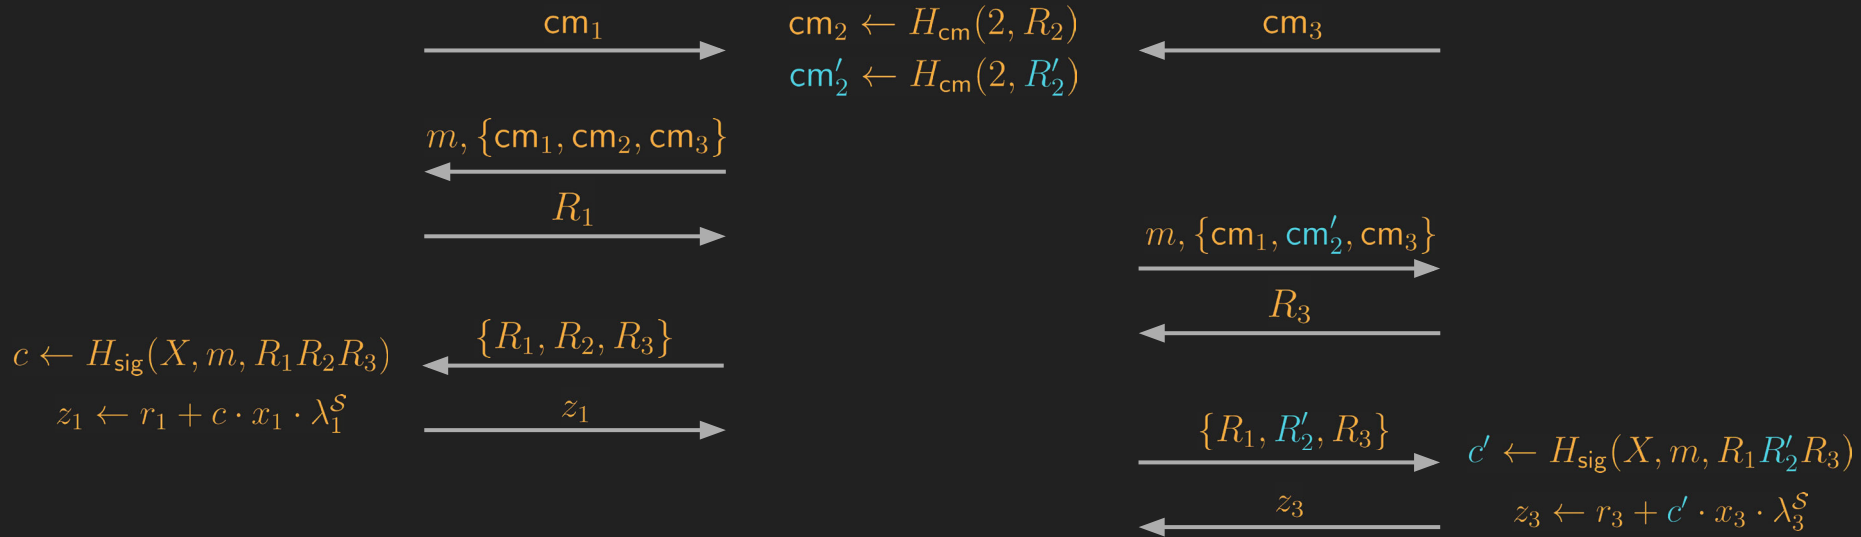 cm₁
cm₂ ← H_cm(2, R₂)
cm₃
cm′₂ ← H_cm(2, R′₂)
m, {cm₁, cm₂, cm₃}
R₁
m, {cm₁, cm′₂, cm₃}
R₃
{R₁, R₂, R₃}
c ← H_sig(X, m, R₁R₂R₃)
z₁ ← r₁ + c · x₁ · λ₁^𝒮
z₁
{R₁, R′₂, R₃}
c′ ← H_sig(X, m, R₁R′₂R₃)
z₃
z₃ ← r₃ + c′ · x₃ · λ₃^𝒮